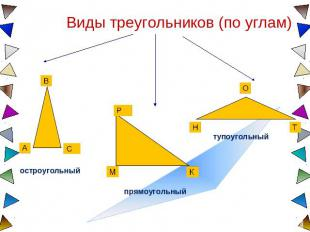 Виды треугольников (по углам)
В
А
С
остроугольный
Р
М
К
прямоугольный
О
Н
Т
тупоугольный